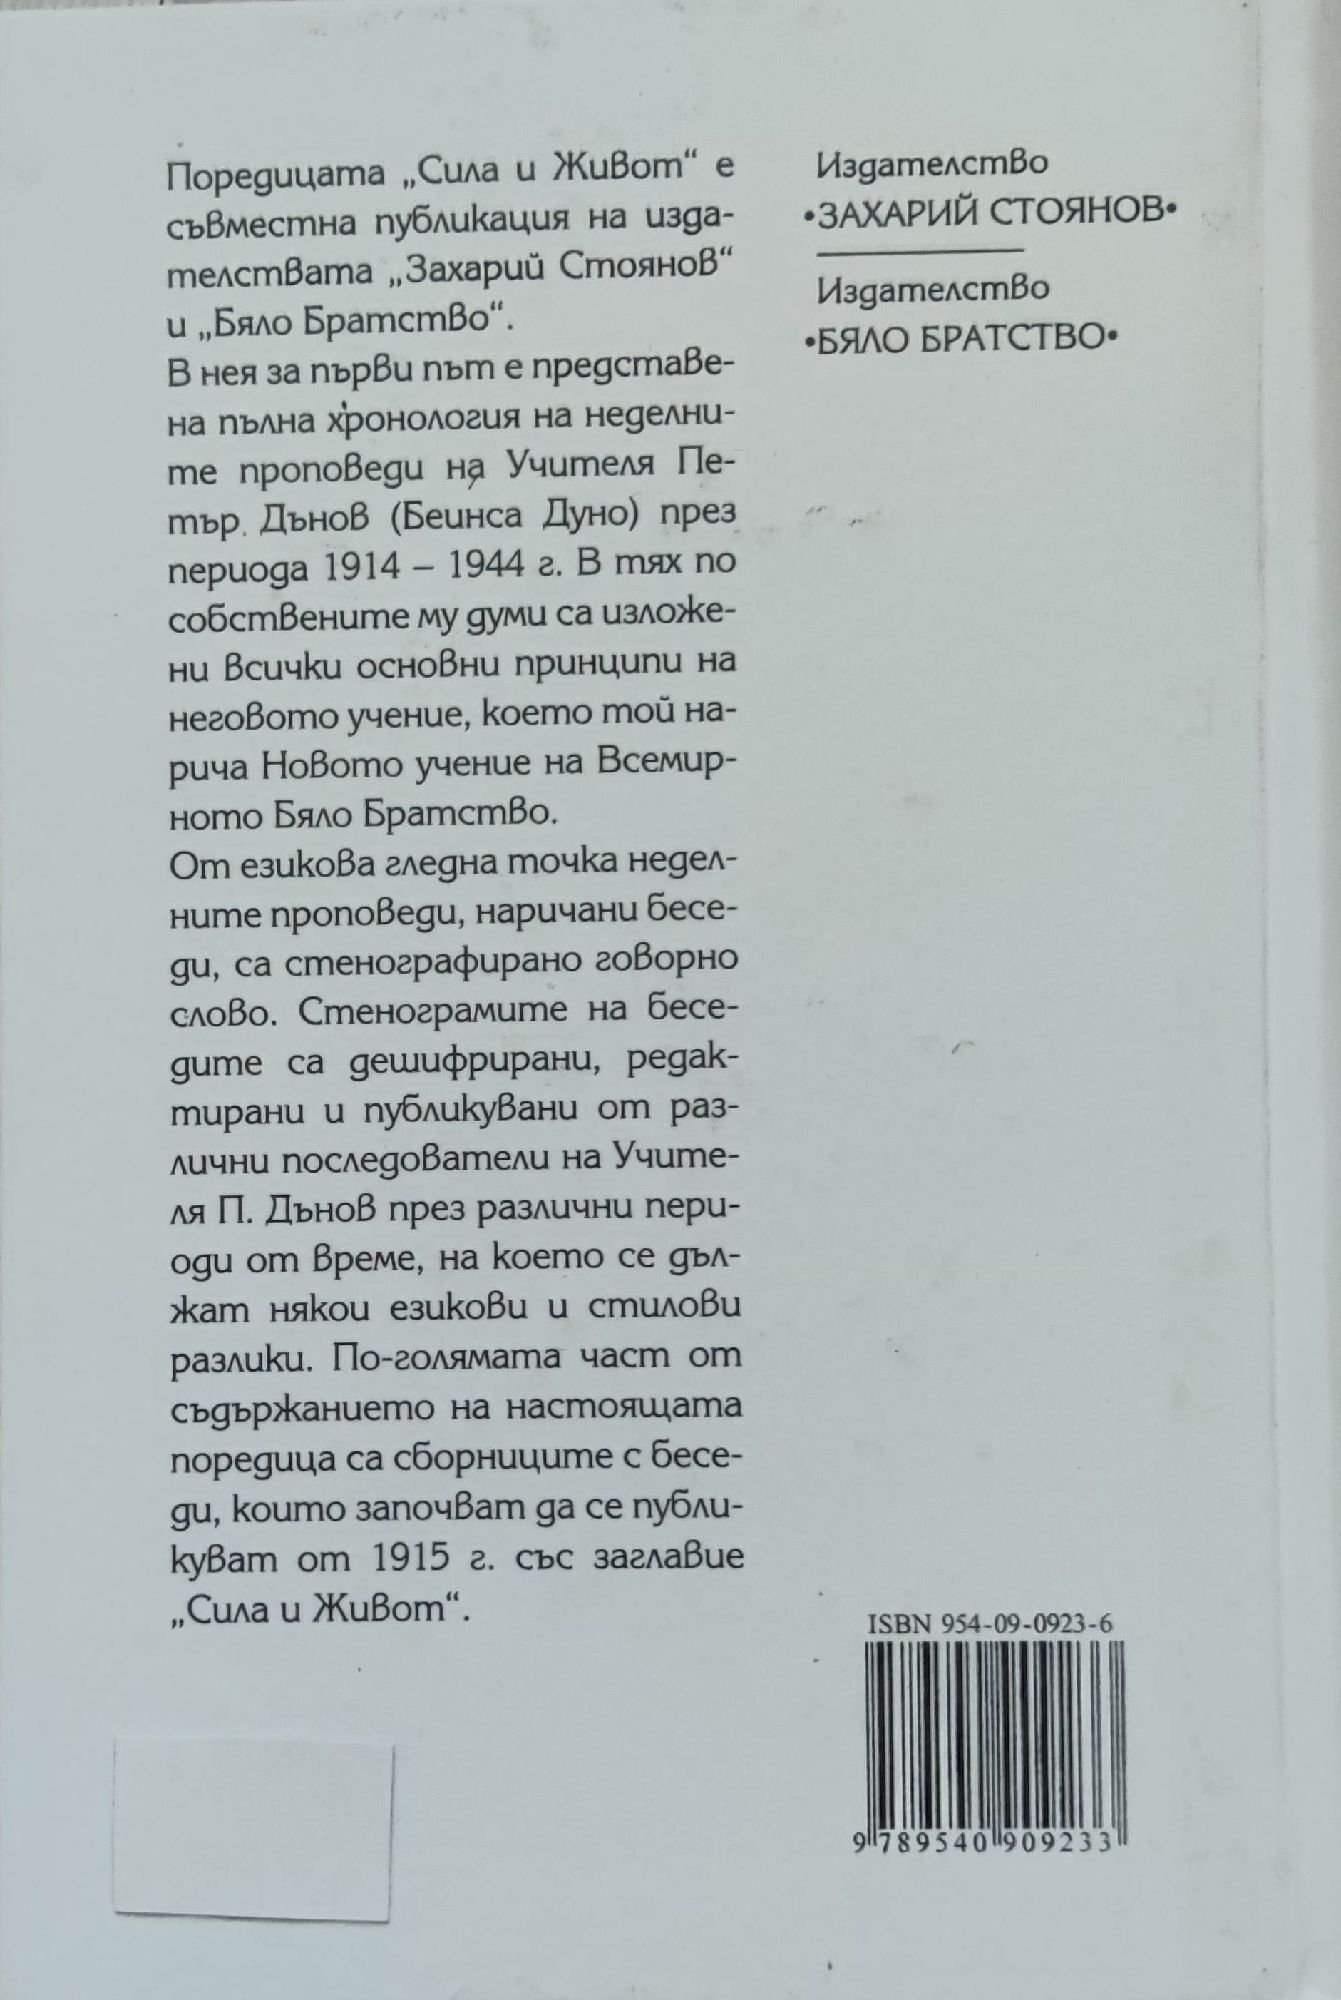 Поредицата „Сила и Живот“ е
съвместна публикация на изда-
телствата „Захарий Стоянов“
и „Бяло Братство“.
В нея за първи път е представе-
на пълна хронология на неделни-
те проповеди на Учителя Пе-
тър Дънов (Беинса Дуно) през
периода 1914 – 1944 г. В тях по
собствените му думи са изложе-
ни всички основни принципи на
неговото учение, което той на-
рича Новото учение на Всемир-
ното Бяло Братство.
От езикова гледна точка недел-
ните проповеди, наричани бесе-
ди, са стенографирано говорно
слово. Стенограмите на бесе-
дите са дешифрирани, редак-
тирани и публикувани от раз-
лични последователи на Учите-
ля П. Дънов през различни пери-
оди от време, на което се дъл-
жат някои езикови и стилови
разлики. По-голямата част от
съдържанието на настоящата
поредица са сборниците с бесе-
ди, които започват да се публи-
куват от 1915 г. със заглавие
„Сила и Живот“.
Издателство
•ЗАХАРИЙ СТОЯНОВ•
Издателство
•БЯЛО БРАТСТВО•
ISBN 954-09-0923-6
9 789540 909233